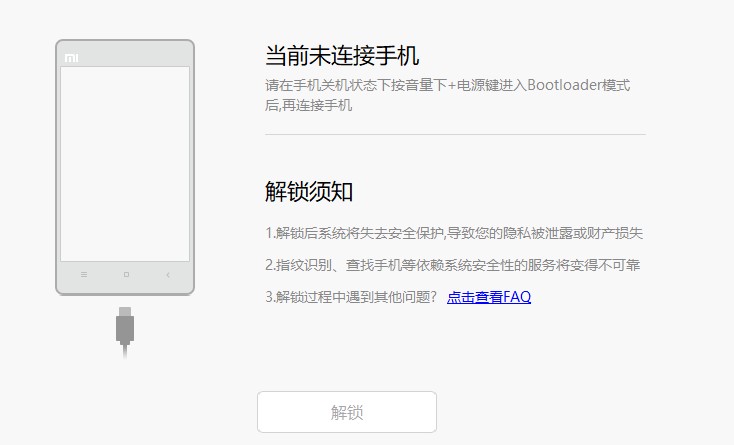 mi
当前未连接手机
请在手机关机状态下按音量下+电源键进入Bootloader模式
后,再连接手机
解锁须知
1.解锁后系统将失去安全保护,导致您的隐私被泄露或财产损失
2.指纹识别、查找手机等依赖系统安全性的服务将变得不可靠
3.解锁过程中遇到其他问题？点击查看FAQ
解锁